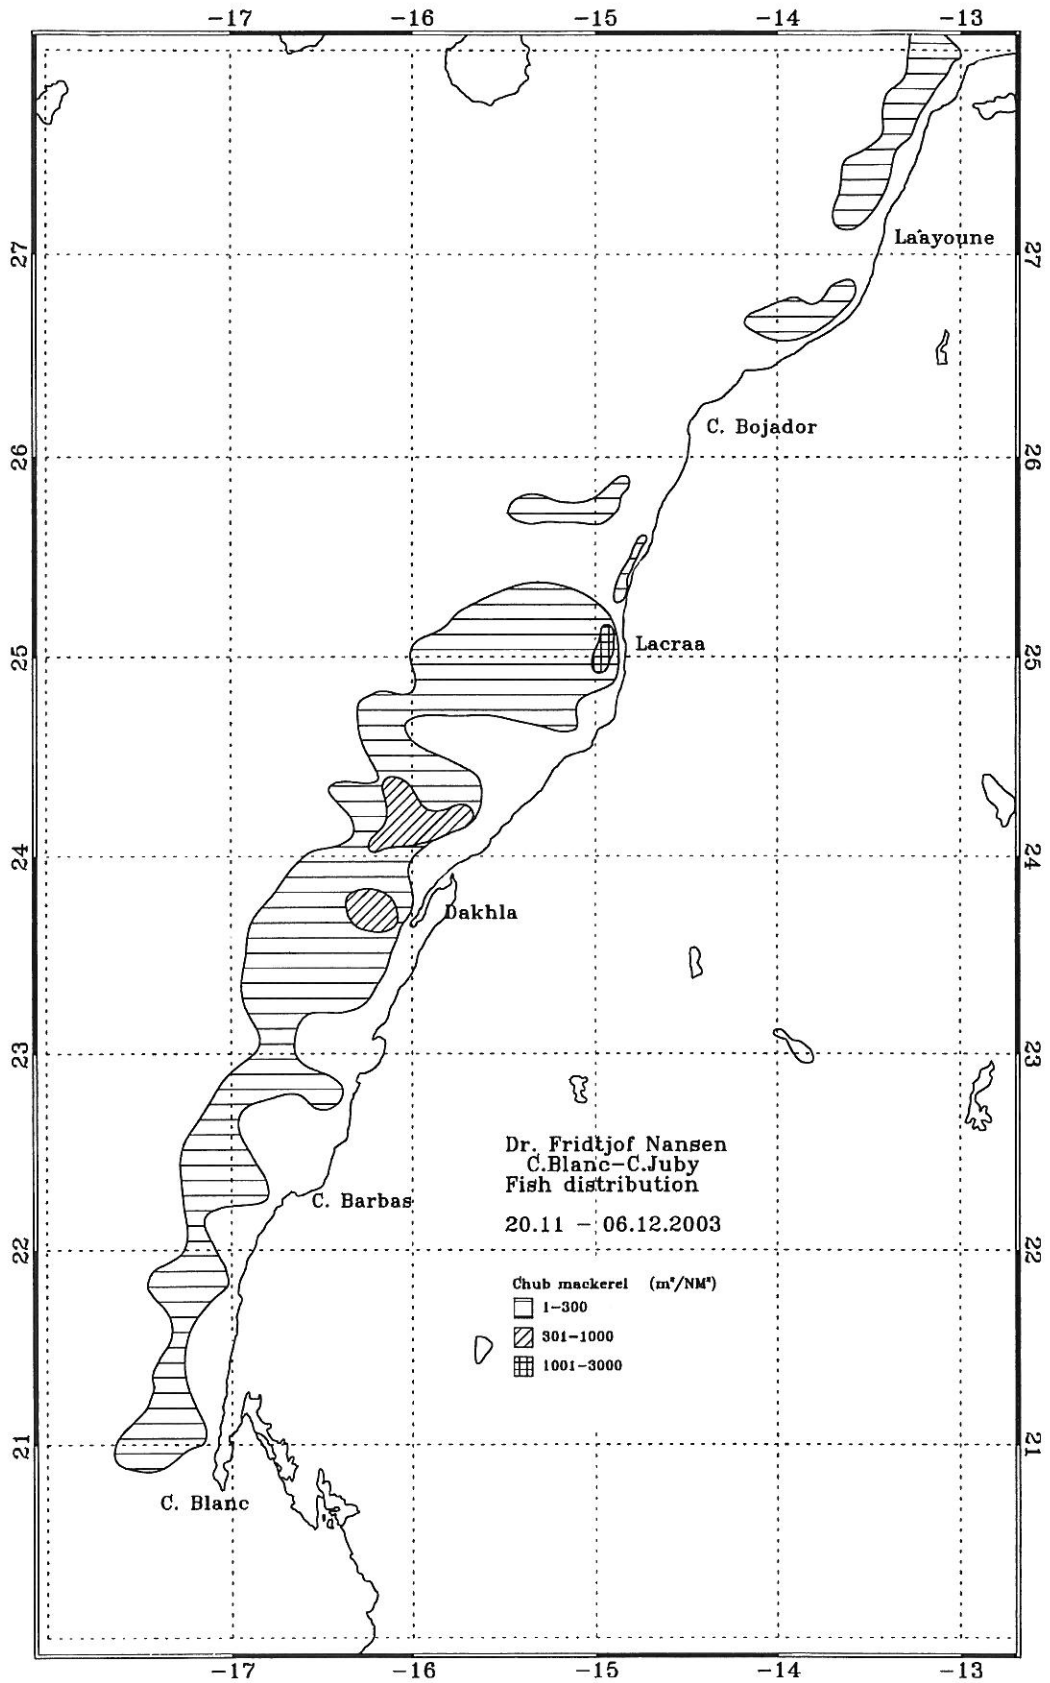 -17 -16 -15 -14 -13
La'ayoune
27 27
C. Bojador
26 26
Lacraa
25 25
24 24
Dakhla
23 23
Dr. Fridtjof Nansen
C.Blanc-C.Juby
Fish distribution
C. Barbas
20.11 - 06.12.2003
22 22
Chub mackerel (m²/NM²)
1-300
301-1000
1001-3000
21 21
C. Blanc
-17 -16 -15 -14 -13